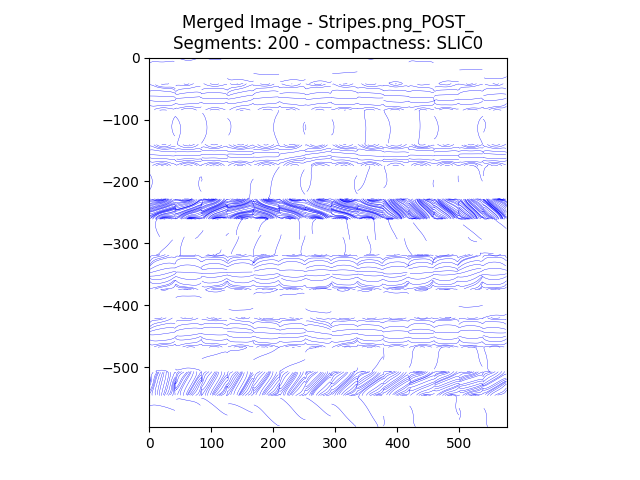 Merged Image - Stripes.png_POST_
Segments: 200 - compactness: SLIC0
0
−100
−200
−300
−400
−500
0 100 200 300 400 500